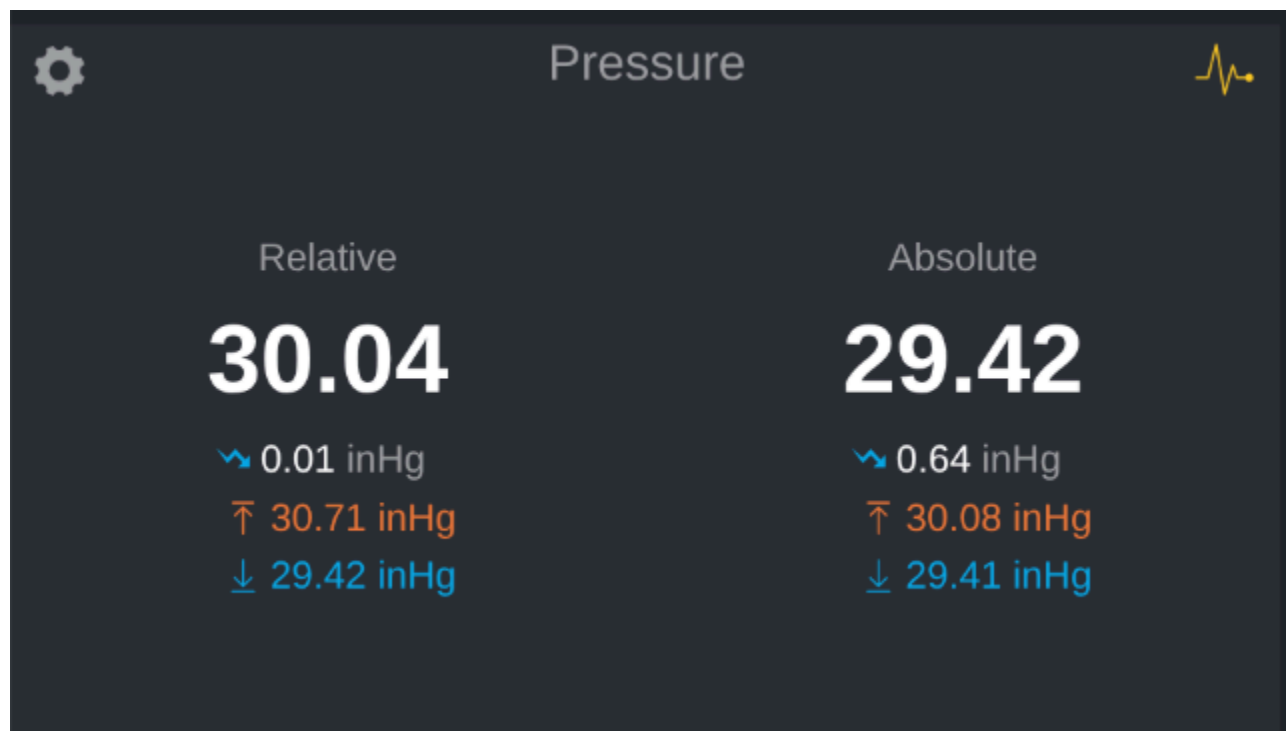 Pressure
Relative
30.04
0.01 inHg
30.71 inHg
29.42 inHg
Absolute
29.42
0.64 inHg
30.08 inHg
29.41 inHg